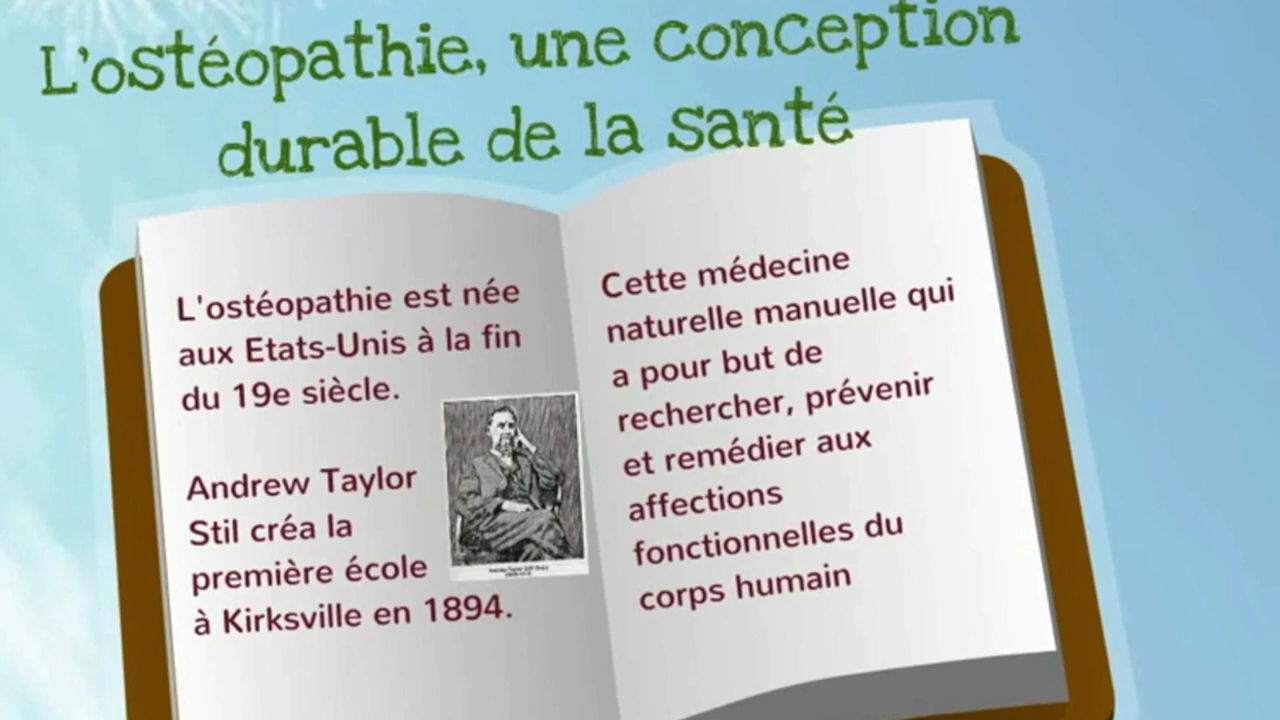 L'ostéopathie, une conception
durable de la santé
L'ostéopathie est née
aux Etats-Unis à la fin
du 19e siècle.
Andrew Taylor
Stil créa la
première école
à Kirksville en 1894.
Cette médecine
naturelle manuelle qui
a pour but de
rechercher, prévenir
et remédier aux
affections
fonctionnelles du
corps humain